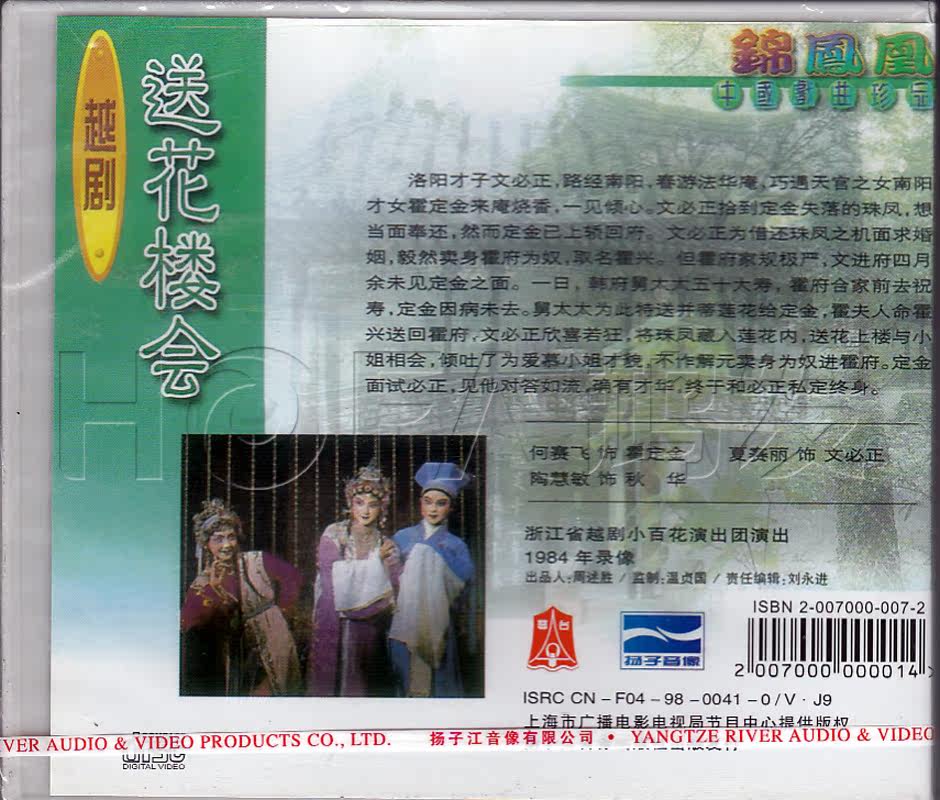 越剧
送花楼会
錦鳳凰
中國戲曲珍品
洛阳才子文必正,路经南阳,春游法华庵,巧遇天官之女南阳
才女霍定金来庵烧香,一见倾心。文必正拾到定金失落的珠凤,想
当面奉还,然而定金已上轿回府。文必正为借还珠凤之机面求婚
姻,毅然卖身霍府为奴,取名霍兴。但霍府家规极严,文进府四月
余未见定金之面。一日,韩府舅太太五十大寿,霍府合家前去祝
寿,定金因病未去。舅太太为此特送并蒂莲花给定金,霍夫人命霍
兴送回霍府,文必正欣喜若狂,将珠凤藏入莲花内,送花上楼与小
姐相会,倾吐了为爱慕小姐才貌,不作解元卖身为奴进霍府。定金
面试必正,见他对答如流,确有才华,终于和必正私定终身。
何赛飞 饰 霍定金 夏赛丽 饰 文必正
陶慧敏 饰 秋 华
浙江省越剧小百花演出团演出
1984 年录像
出品人:周述胜 / 监制:温贞国 / 责任编辑:刘永进
ISBN 2-007000-007-2
扬子音像
2 007000 000014 >
ISRC CN – F04 – 98 – 0041 – 0 / V · J9
上海市广播电影电视局节目中心提供版权
VER AUDIO & VIDEO PRODUCTS CO., LTD. 扬子江音像有限公司 • YANGTZE RIVER AUDIO & VIDEO
DIGITAL VIDEO